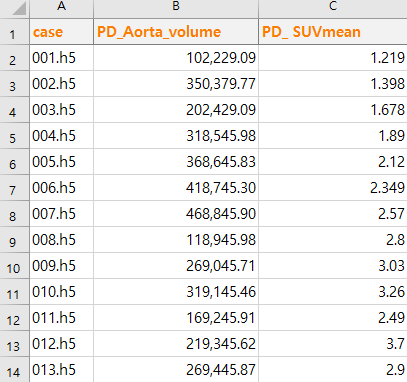 A B C
1 case PD_Aorta_volume PD_ SUVmean
2 001.h5 102,229.09 1.219
3 002.h5 350,379.77 1.398
4 003.h5 202,429.09 1.678
5 004.h5 318,545.98 1.89
6 005.h5 368,645.83 2.12
7 006.h5 418,745.30 2.349
8 007.h5 468,845.90 2.57
9 008.h5 118,945.98 2.8
10 009.h5 269,045.71 3.03
11 010.h5 319,145.46 3.26
12 011.h5 169,245.91 2.49
13 012.h5 219,345.62 3.7
14 013.h5 269,445.87 2.9